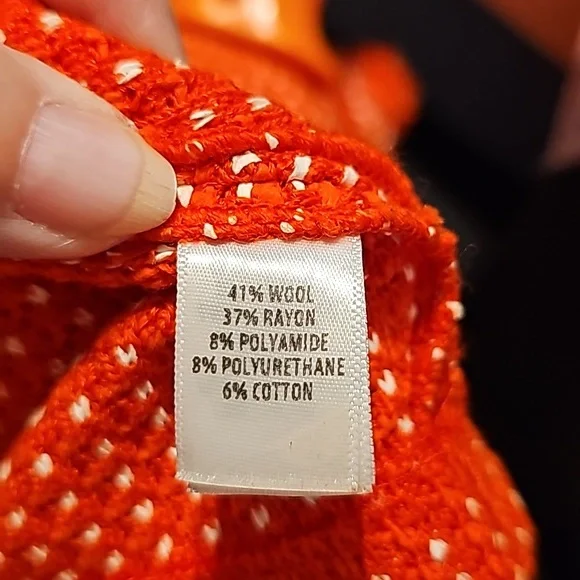 41% WOOL
37% RAYON
8% POLYAMIDE
8% POLYURETHANE
6% COTTON